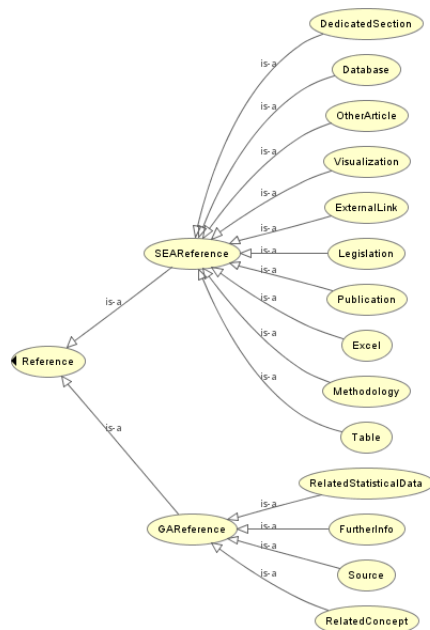 DedicatedSection
is-a
Database
is-a
OtherArticle
is-a
Visualization
is-a
ExternalLink
is-a
SEAReference
is-a
Legislation
is-a
Publication
is-a
Excel
is-a
Methodology
is-a
Table
is-a
is-a
Reference
is-a
RelatedStatisticalData
is-a
GAReference
is-a
FurtherInfo
is-a
Source
is-a
RelatedConcept